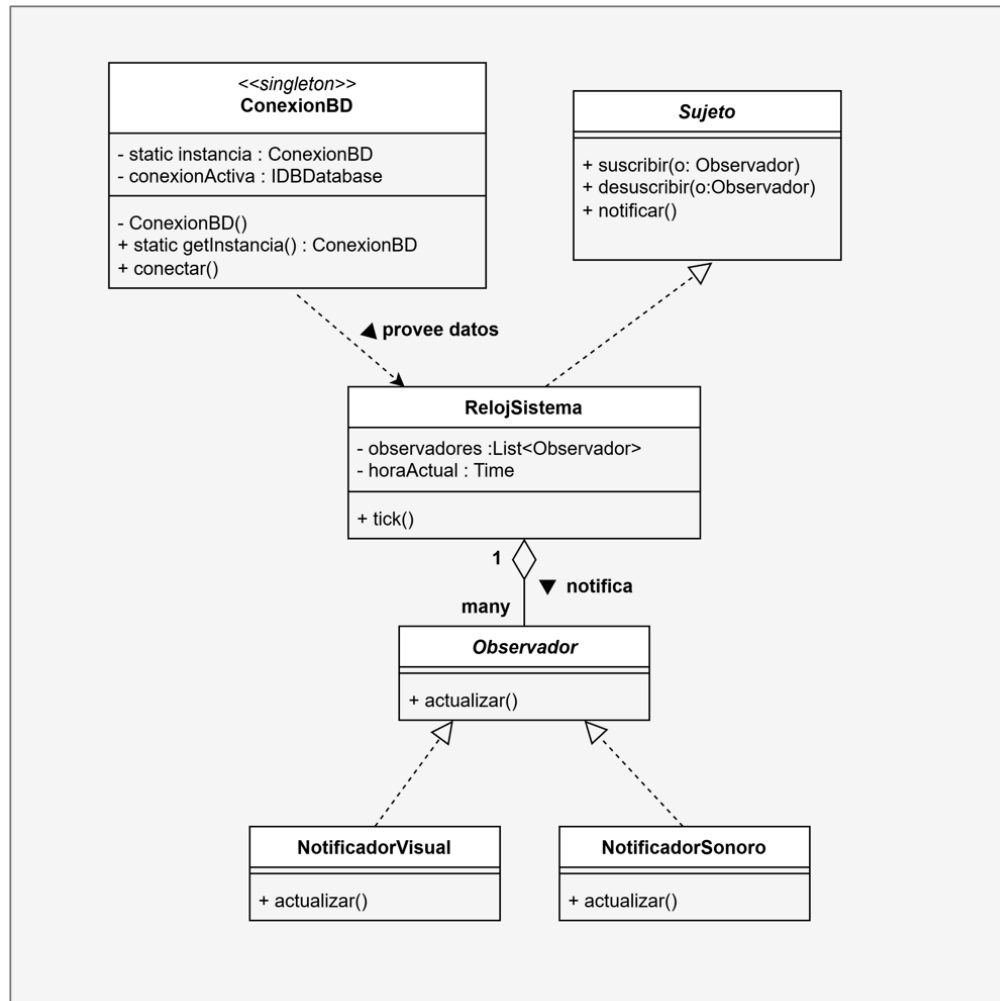 <<singleton>>
ConexionBD
- static instancia : ConexionBD
- conexionActiva : IDBDatabase
- ConexionBD()
+ static getInstancia() : ConexionBD
+ conectar()
Sujeto
+ suscribir(o: Observador)
+ desuscribir(o:Observador)
+ notificar()
provee datos
RelojSistema
- observadores :List<Observador>
- horaActual : Time
+ tick()
1
notifica
many
Observador
+ actualizar()
NotificadorVisual
+ actualizar()
NotificadorSonoro
+ actualizar()